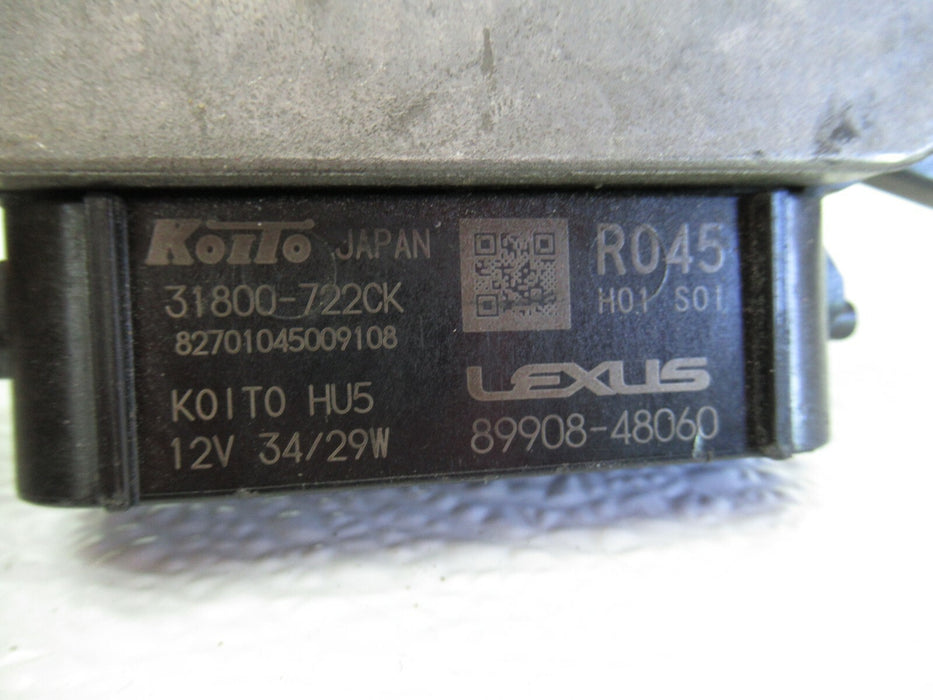 KOITO JAPAN
31800-722CK
82701045009108
KOITO HU5
12V 34/29W
R045
H01 S01
LEXUS
89908-48060